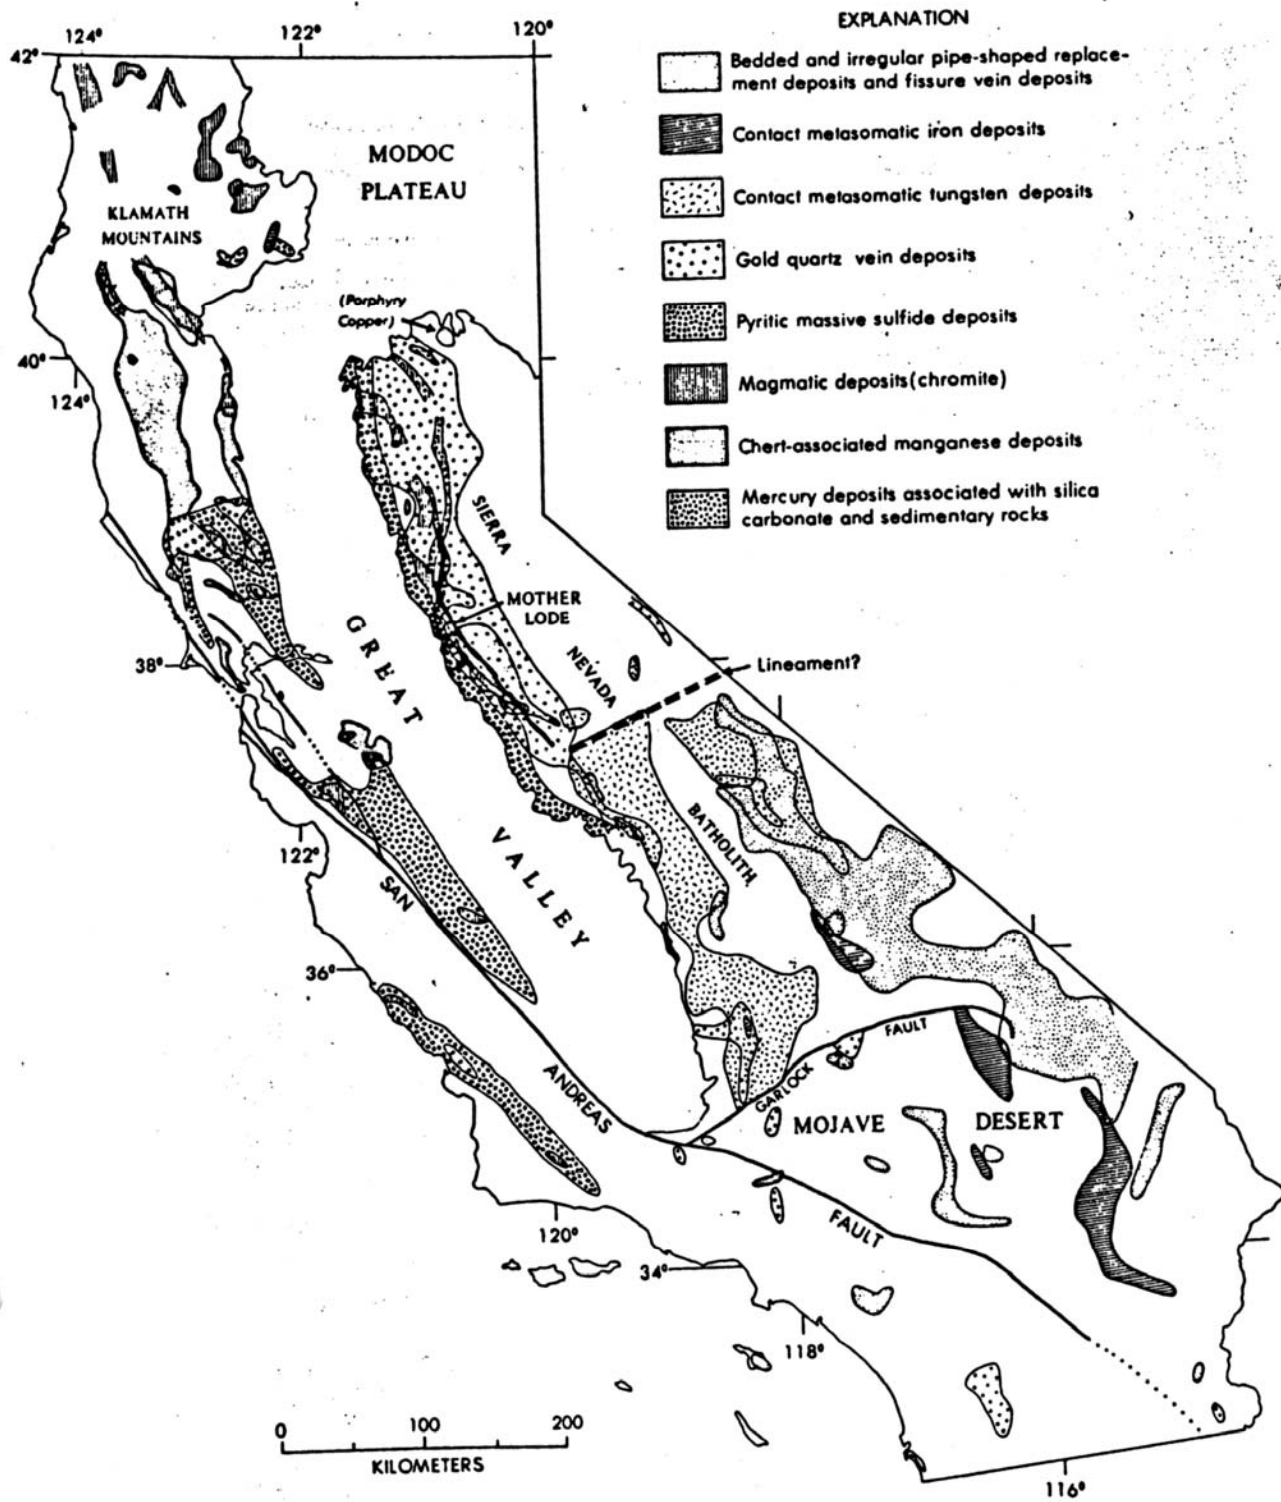 EXPLANATION
Bedded and irregular pipe-shaped replace-
ment deposits and fissure vein deposits
Contact metasomatic iron deposits
Contact metasomatic tungsten deposits
Gold quartz vein deposits
Pyritic massive sulfide deposits
Magmatic deposits (chromite)
Chert-associated manganese deposits
Mercury deposits associated with silica
carbonate and sedimentary rocks
124°
122°
120°
42°
MODOC
PLATEAU
KLAMATH
MOUNTAINS
(Porphyry
Copper)
40°
124°
SIERRA
NEVADA
MOTHER
LODE
GREAT
VALLEY
38°
Lineament?
BATHOLITH
122°
SAN
ANDREAS
FAULT
36°
GARLOCK
FAULT
MOJAVE DESERT
120°
34°
118°
116°
0 100 200
KILOMETERS